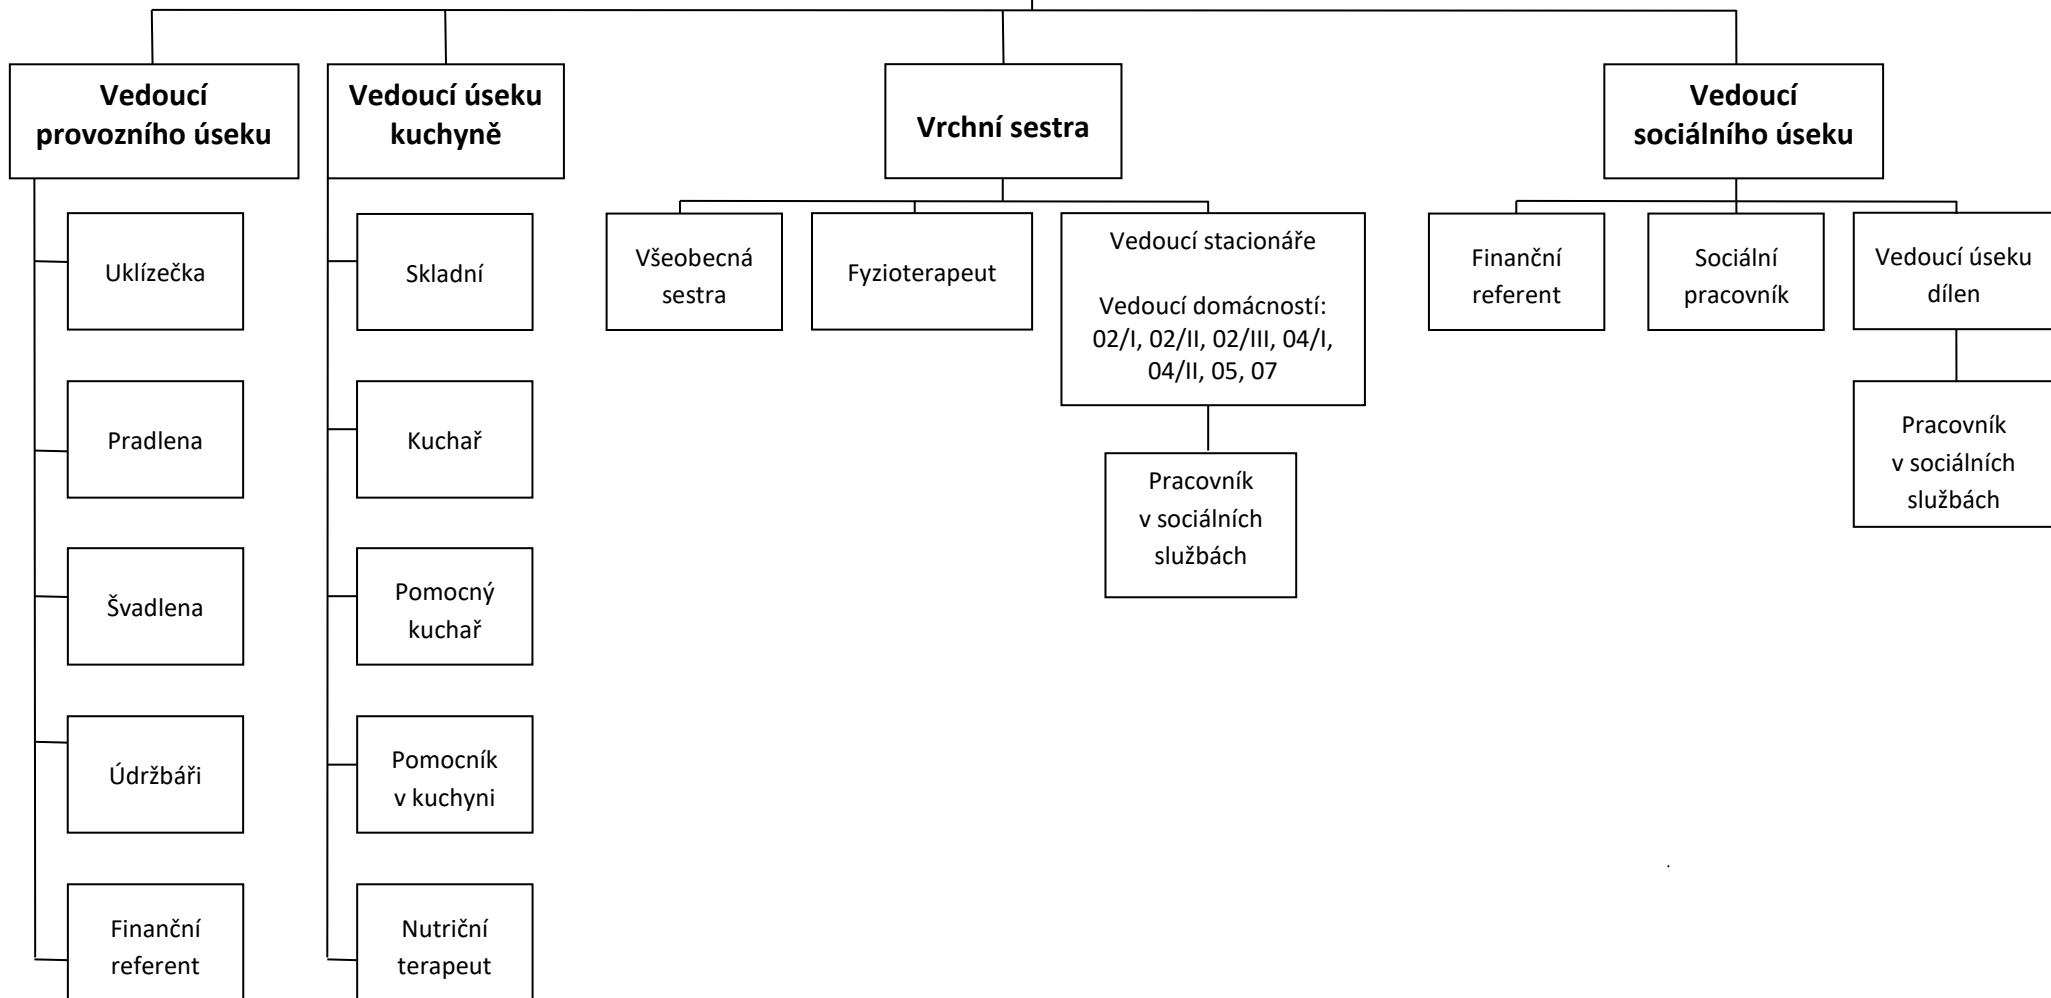 Vedoucí
provozního úseku
Uklízečka
Pradlena
Švadlena
Údržbáři
Finanční
referent
Vedoucí úseku
kuchyně
Skladní
Kuchař
Pomocný
kuchař
Pomocník
v kuchyni
Nutriční
terapeut
Vrchní sestra
Všeobecná
sestra
Fyzioterapeut
Vedoucí stacionáře
Vedoucí domácností:
02/I, 02/II, 02/III, 04/I,
04/II, 05, 07
Pracovník
v sociálních
službách
Vedoucí
sociálního úseku
Finanční
referent
Sociální
pracovník
Vedoucí úseku
dílen
Pracovník
v sociálních
službách
.